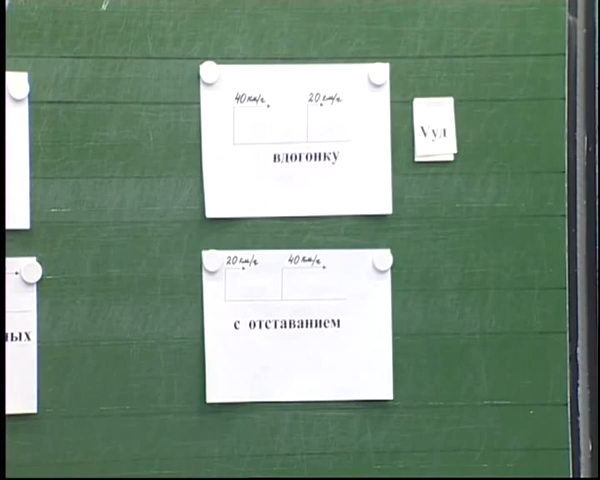 40 км/ч 20 км/ч
вдогонку
Vуд
20 км/ч 40 км/ч
ных
с отставанием